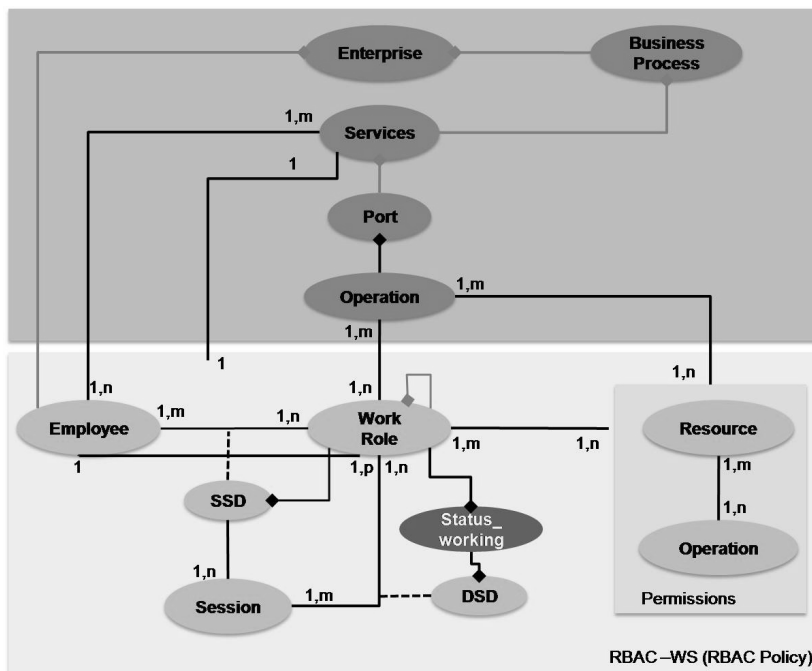 Enterprise
Business
Process
1,m
Services
1
Port
Operation
1,m
1,m
1
1,n
1,n
1,n
Employee
1,m
1,n
Work
Role
1,m
1,n
Resource
1
1,p
1,n
1,m
SSD
Status_
working
1,n
Operation
1,n
Session
1,m
DSD
Permissions
RBAC –WS (RBAC Policy)